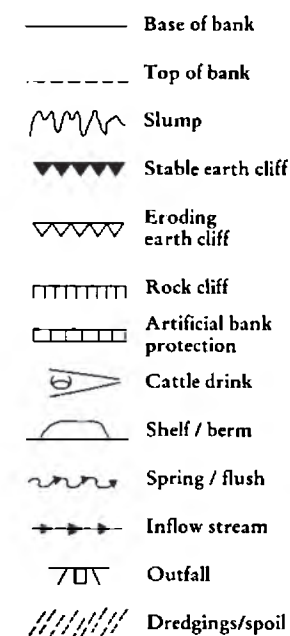 Base of bank
Top of bank
Slump
Stable earth cliff
Eroding
earth cliff
Rock cliff
Artificial bank
protection
Cattle drink
Shelf / berm
Spring / flush
Inflow stream
Outfall
Dredgings/spoil